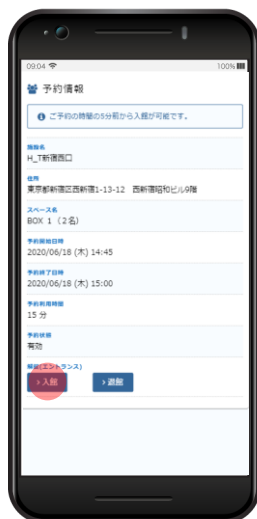 09:04 100%
予約情報
ご予約の時間の5分前から入館が可能です。
施設名
H_T新宿西口
住所
東京都新宿区西新宿1-13-12 西新宿昭和ビル9階
スペース名
BOX 1（2名）
予約開始日時
2020/06/18 (木) 14:45
予約終了日時
2020/06/18 (木) 15:00
予約利用時間
15 分
予約状態
有効
解錠(エントランス)
› 入館 › 退館